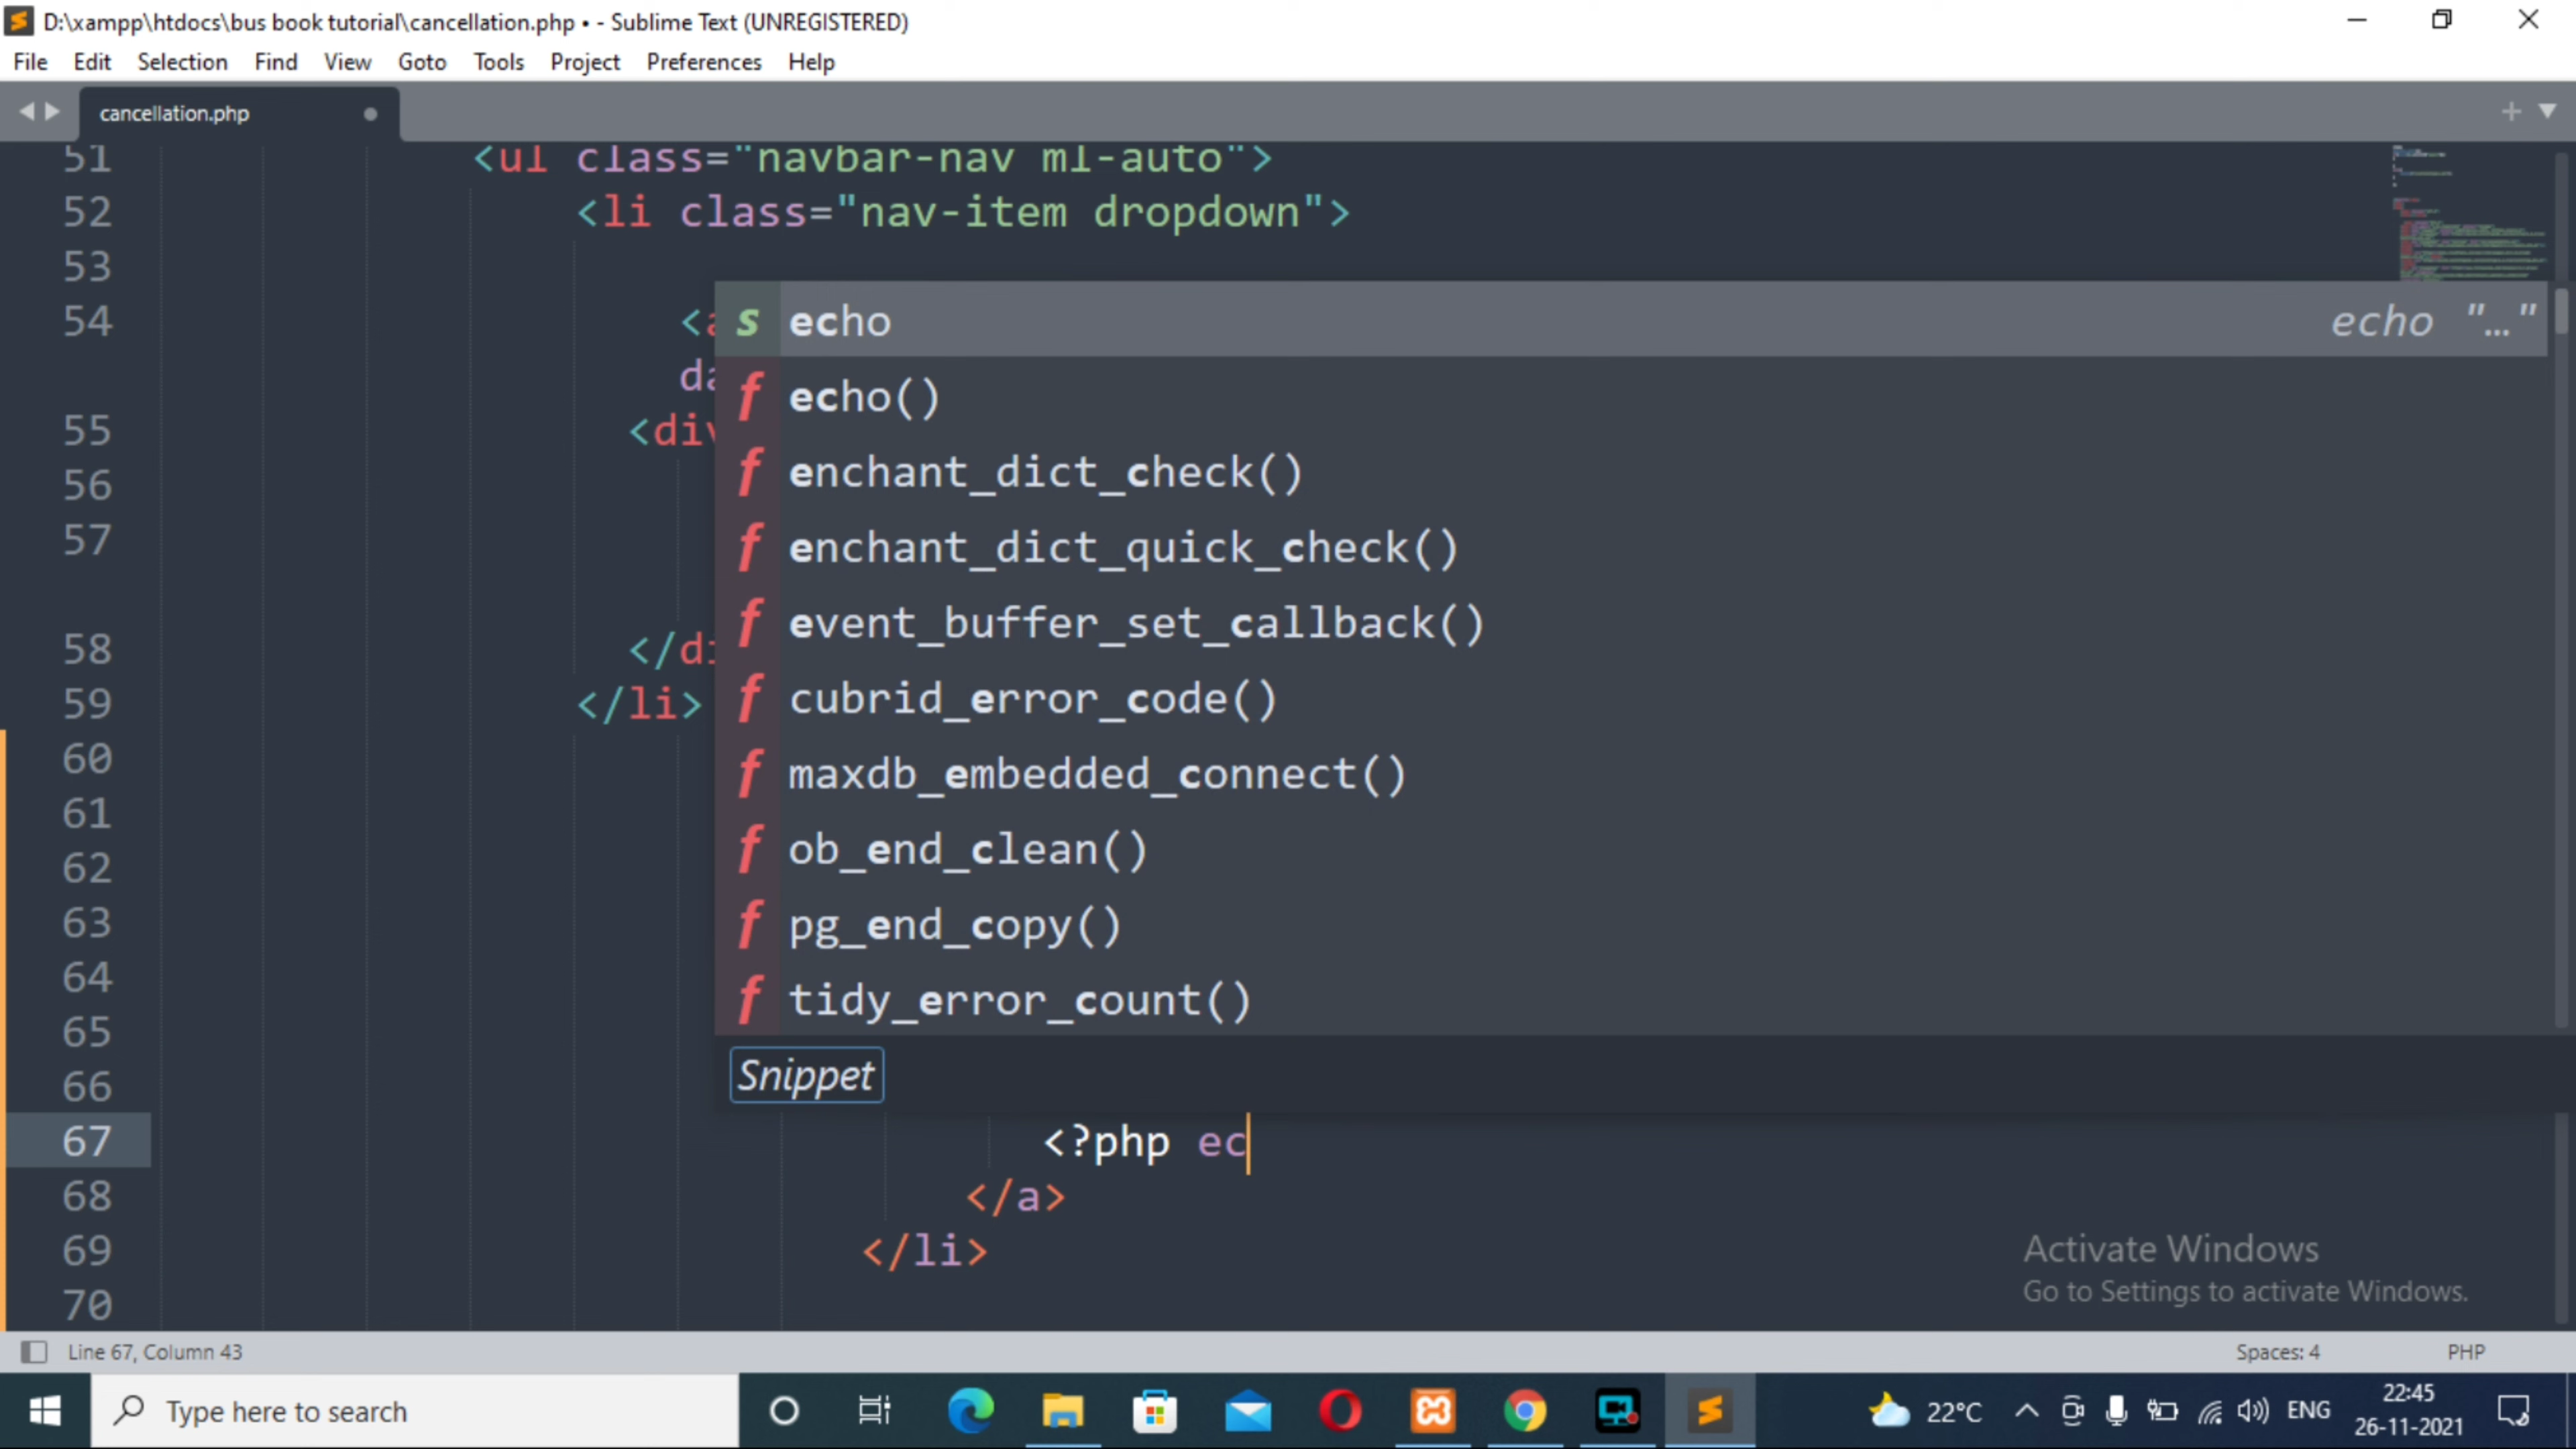 D:\xampp\htdocs\bus book tutorial\cancellation.php • - Sublime Text (UNREGISTERED)
File Edit Selection Find View Goto Tools Project Preferences Help
cancellation.php
51 <ul class="navbar-nav ml-auto">
52 <li class="nav-item dropdown">
53
54 <a
da
55 <div
56
57
58 </di
59 </li>
60
61
62
63
64
65
66
s echo echo "…"
f echo()
f enchant_dict_check()
f enchant_dict_quick_check()
f event_buffer_set_callback()
f cubrid_error_code()
f maxdb_embedded_connect()
f ob_end_clean()
f pg_end_copy()
f tidy_error_count()
Snippet
67 <?php ec
68 </a>
69 </li>
70
Activate Windows
Go to Settings to activate Windows.
Line 67, Column 43 Spaces: 4 PHP
Type here to search 22°C ENG 22:45
26-11-2021